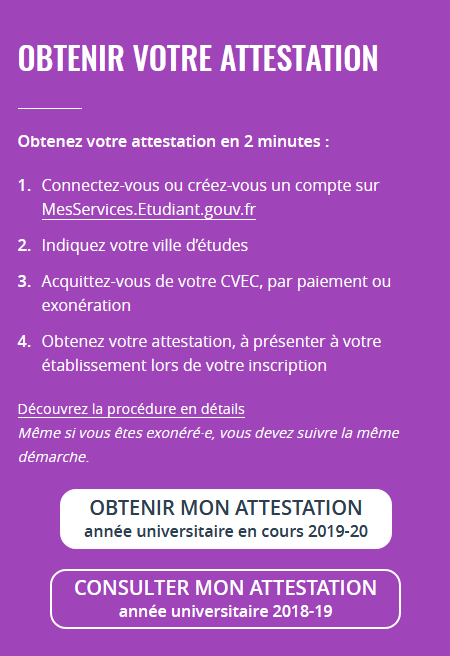 OBTENIR VOTRE ATTESTATION
Obtenez votre attestation en 2 minutes :
1. Connectez-vous ou créez-vous un compte sur
MesServices.Etudiant.gouv.fr
2. Indiquez votre ville d'études
3. Acquittez-vous de votre CVEC, par paiement ou
exonération
4. Obtenez votre attestation, à présenter à votre
établissement lors de votre inscription
Découvrez la procédure en détails
Même si vous êtes exonéré·e, vous devez suivre la même
démarche.
OBTENIR MON ATTESTATION
année universitaire en cours 2019-20
CONSULTER MON ATTESTATION
année universitaire 2018-19